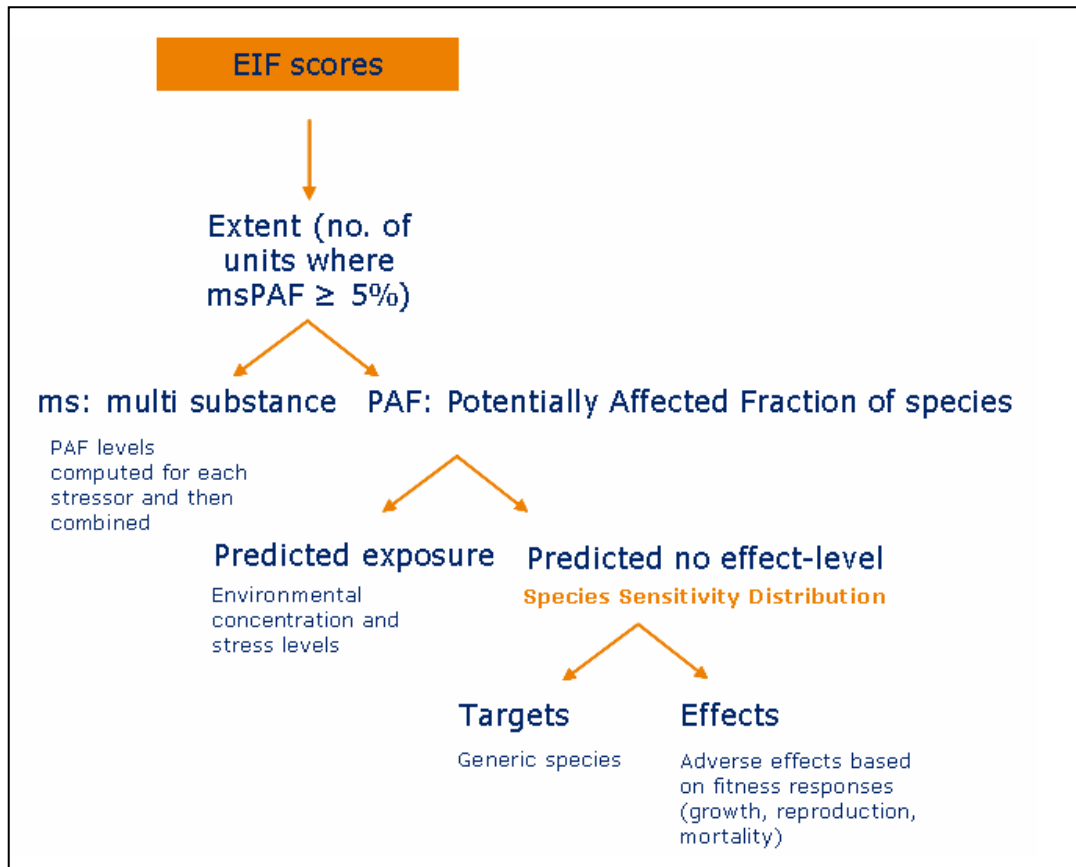 EIF scores
Extent (no. of
units where
msPAF ≥ 5%)
ms: multi substance
PAF levels
computed for each
stressor and then
combined
PAF: Potentially Affected Fraction of species
Predicted exposure
Environmental
concentration and
stress levels
Predicted no effect-level
Species Sensitivity Distribution
Targets
Generic species
Effects
Adverse effects based
on fitness responses
(growth, reproduction,
mortality)